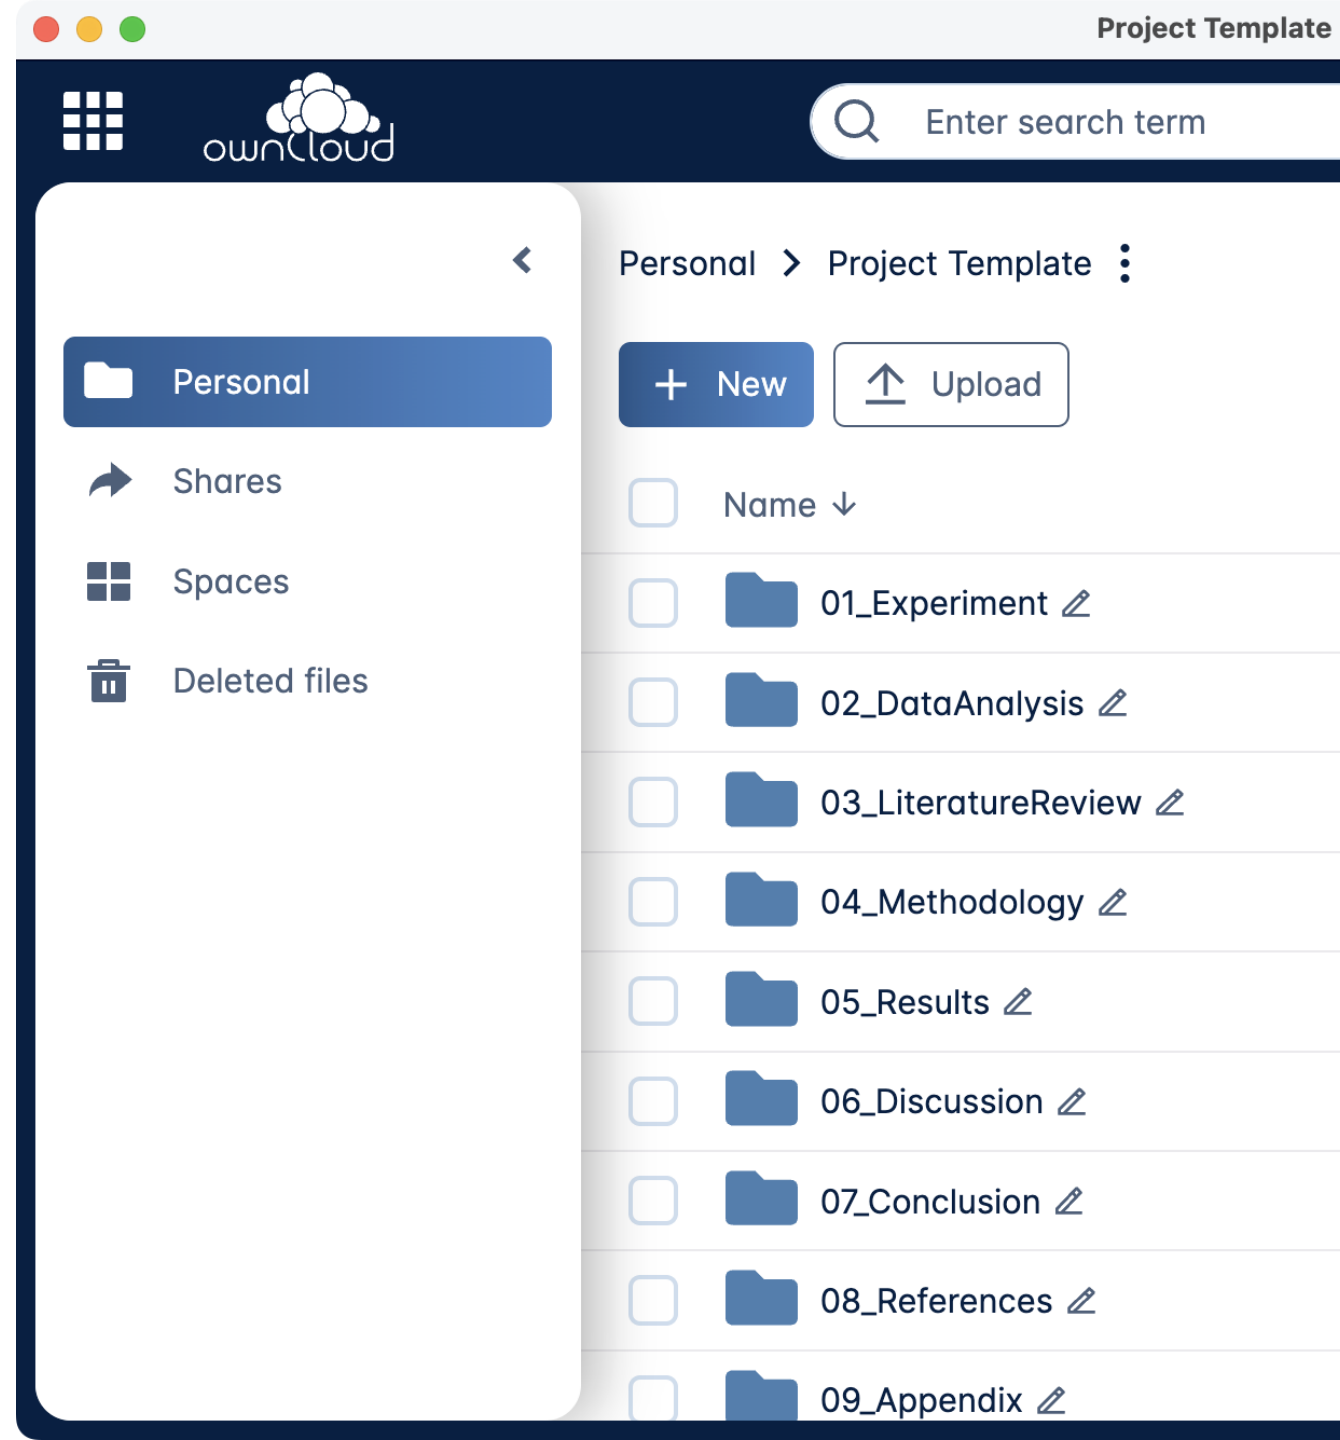 Project Template
ownCloud
Enter search term
Personal > Project Template
Personal
Shares
Spaces
Deleted files
New
Upload
Name
01_Experiment
02_DataAnalysis
03_LiteratureReview
04_Methodology
05_Results
06_Discussion
07_Conclusion
08_References
09_Appendix